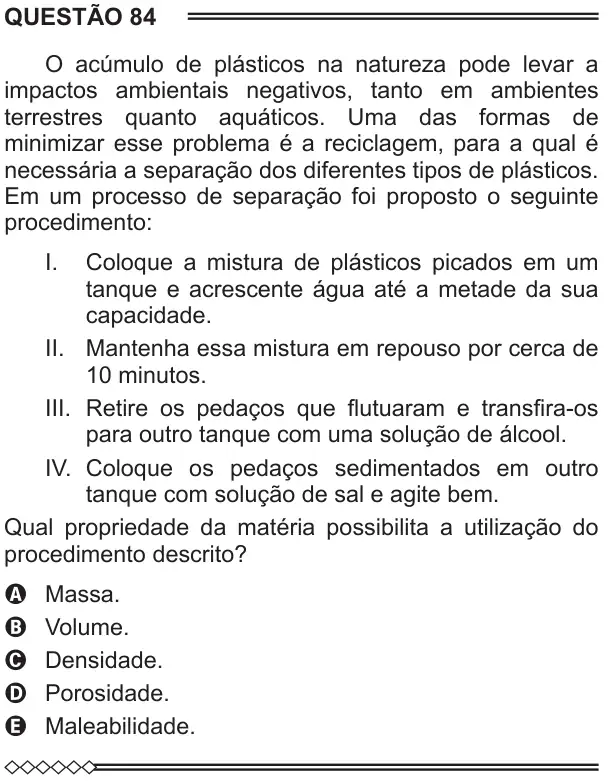 QUESTÃO 84
O acúmulo de plásticos na natureza pode levar a
impactos ambientais negativos, tanto em ambientes
terrestres quanto aquáticos. Uma das formas de
minimizar esse problema é a reciclagem, para a qual é
necessária a separação dos diferentes tipos de plásticos.
Em um processo de separação foi proposto o seguinte
procedimento:
I. Coloque a mistura de plásticos picados em um
tanque e acrescente água até a metade da sua
capacidade.
II. Mantenha essa mistura em repouso por cerca de
10 minutos.
III. Retire os pedaços que flutuaram e transfira-os
para outro tanque com uma solução de álcool.
IV. Coloque os pedaços sedimentados em outro
tanque com solução de sal e agite bem.
Qual propriedade da matéria possibilita a utilização do
procedimento descrito?
A Massa.
B Volume.
C Densidade.
D Porosidade.
E Maleabilidade.